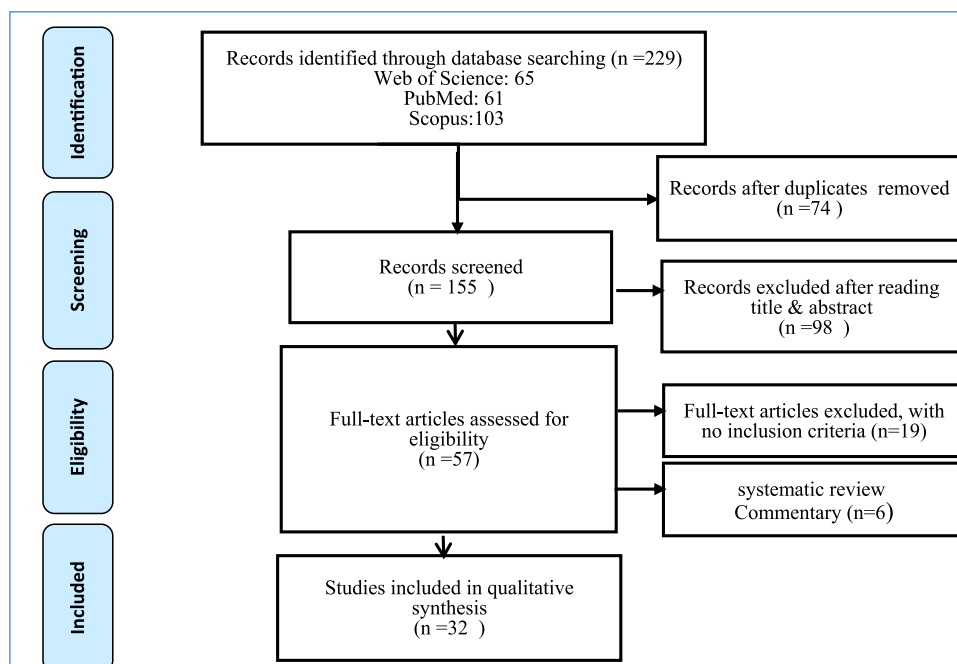 Identification
Records identified through database searching (n =229)
Web of Science: 65
PubMed: 61
Scopus:103
Records after duplicates removed
(n =74 )
Screening
Records screened
(n = 155 )
Records excluded after reading
title & abstract
(n =98 )
Eligibility
Full-text articles assessed for
eligibility
(n =57)
Full-text articles excluded, with
no inclusion criteria (n=19)
systematic review
Commentary (n=6)
Included
Studies included in qualitative
synthesis
(n =32 )